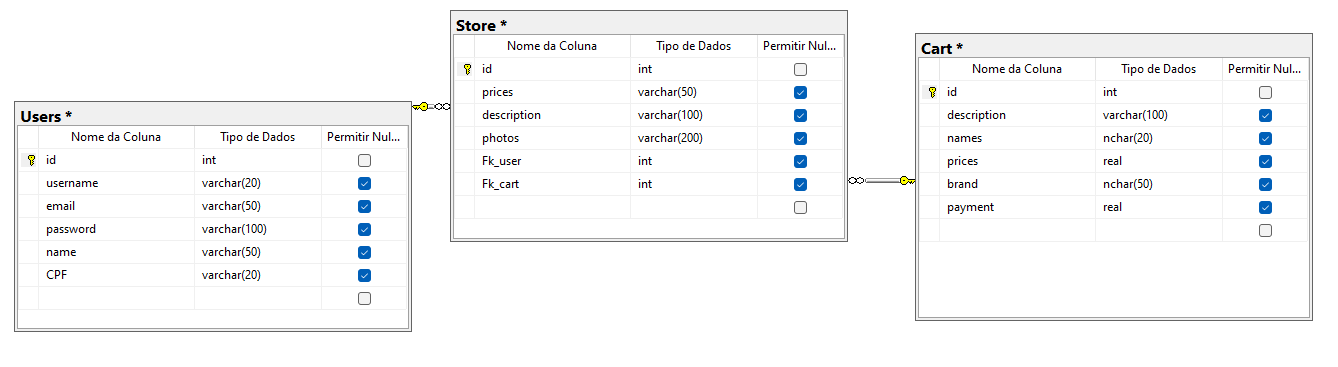 Users *
Nome da Coluna Tipo de Dados Permitir Nul...
id int
username varchar(20)
email varchar(50)
password varchar(100)
name varchar(50)
CPF varchar(20)
Store *
Nome da Coluna Tipo de Dados Permitir Nul...
id int
prices varchar(50)
description varchar(100)
photos varchar(200)
Fk_user int
Fk_cart int
Cart *
Nome da Coluna Tipo de Dados Permitir Nul...
id int
description varchar(100)
names nchar(20)
prices real
brand nchar(50)
payment real